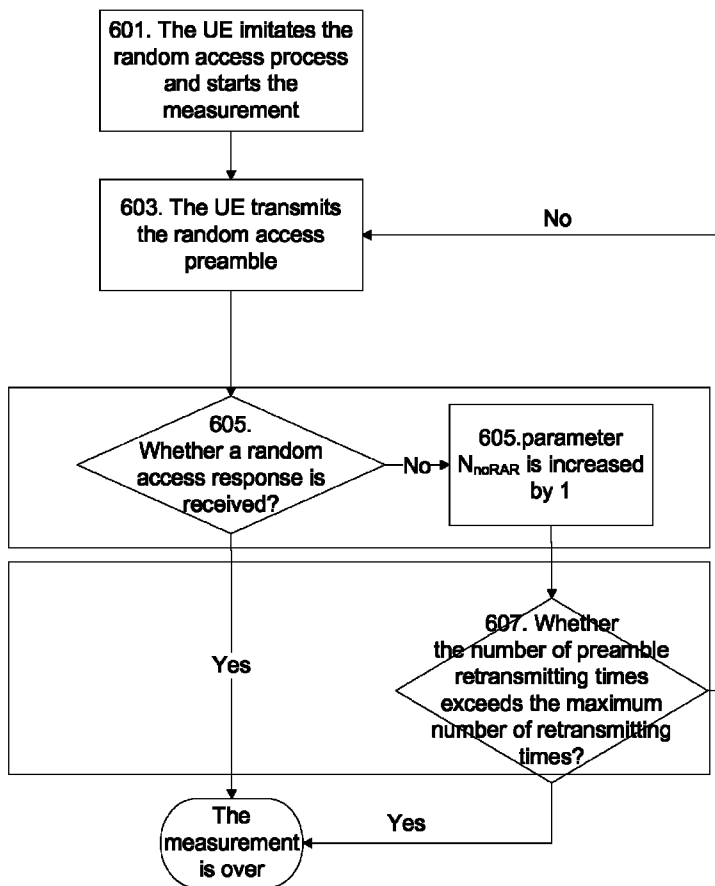 601. The UE imitates the
random access process
and starts the
measurement
603. The UE transmits
the random access
preamble
No
605.
Whether a random
access response is
received?
No
605.parameter
NnoRAR is increased
by 1
607. Whether
the number of preamble
retransmitting times
exceeds the maximum
number of retransmitting
times?
Yes
Yes
The
measurement
is over